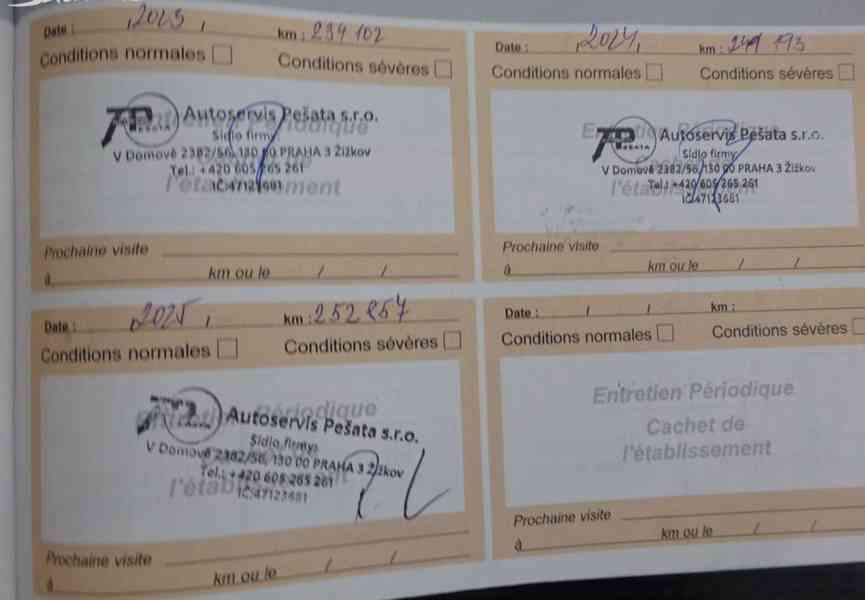 Date : 2023 km : 234 102
Conditions normales Conditions sévères
Autoservis Pešata s.r.o.
Sídlo firmy:
V Domově 2382/56, 130 00 PRAHA 3 Žižkov
Tel.: +420 605 265 261
IČ:47123681
Prochaine visite
à km ou le / /
Date : 2024 km :
Conditions normales Conditions sévères
Autoservis Pešata s.r.o.
Sídlo firmy:
V Domově 2382/56, 130 00 PRAHA 3 Žižkov
Tel.: +420 605 265 261
IČ:47123681
Prochaine visite
à km ou le / /
Date : 2025 km : 252 857
Conditions normales Conditions sévères
Autoservis Pešata s.r.o.
Sídlo firmy:
V Domově 2382/56, 130 00 PRAHA 3 Žižkov
Tel.: +420 605 265 261
IČ:47123681
Prochaine visite
à km ou le / /
Date : / / km :
Conditions normales Conditions sévères
Entretien Périodique
Cachet de
l'établissement
Prochaine visite
à km ou le / /